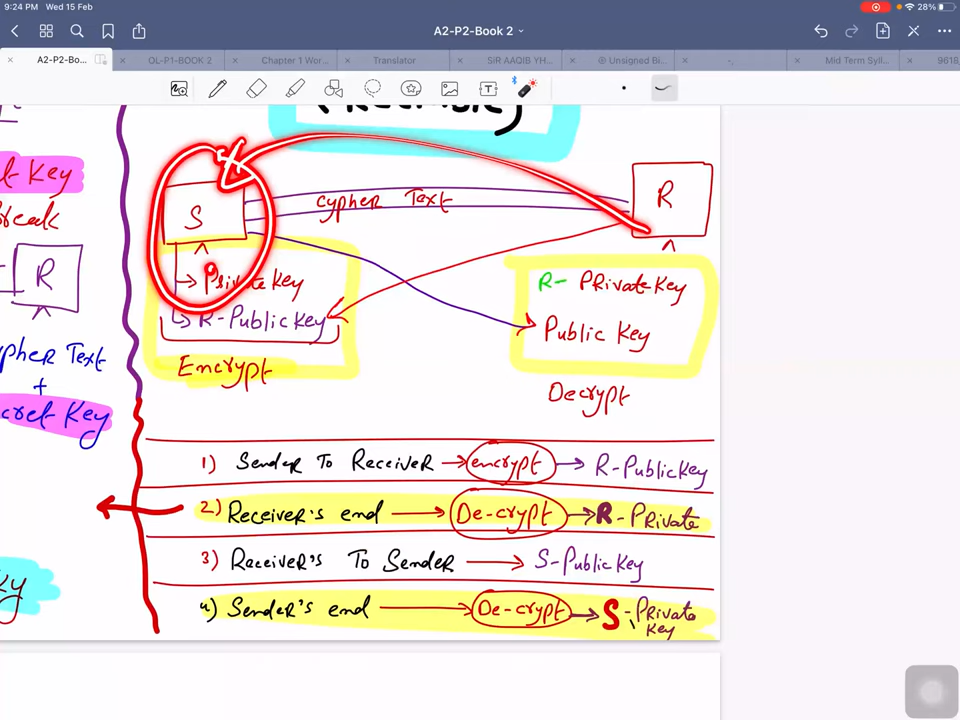 9:24 PM Wed 15 Feb
28%
A2-P2-Book 2
A2-P2-Bo...
OL-P1-BOOK 2
Chapter 1 Wor...
Translator
SIR AAQIB YH...
Unsigned Bi...
Mid Term Syll...
9618
Key
break
R
Text
+
Key
S
Cypher Text
R
Private Key
R-Public Key
Encrypt
R- Private Key
Public Key
Decrypt
1) Sender To Receiver → encrypt → R-Public Key
2) Receiver's end → De-crypt → R-Private
3) Receiver's To Sender → S-Public Key
4) Sender's end → De-crypt → S-Private
Key